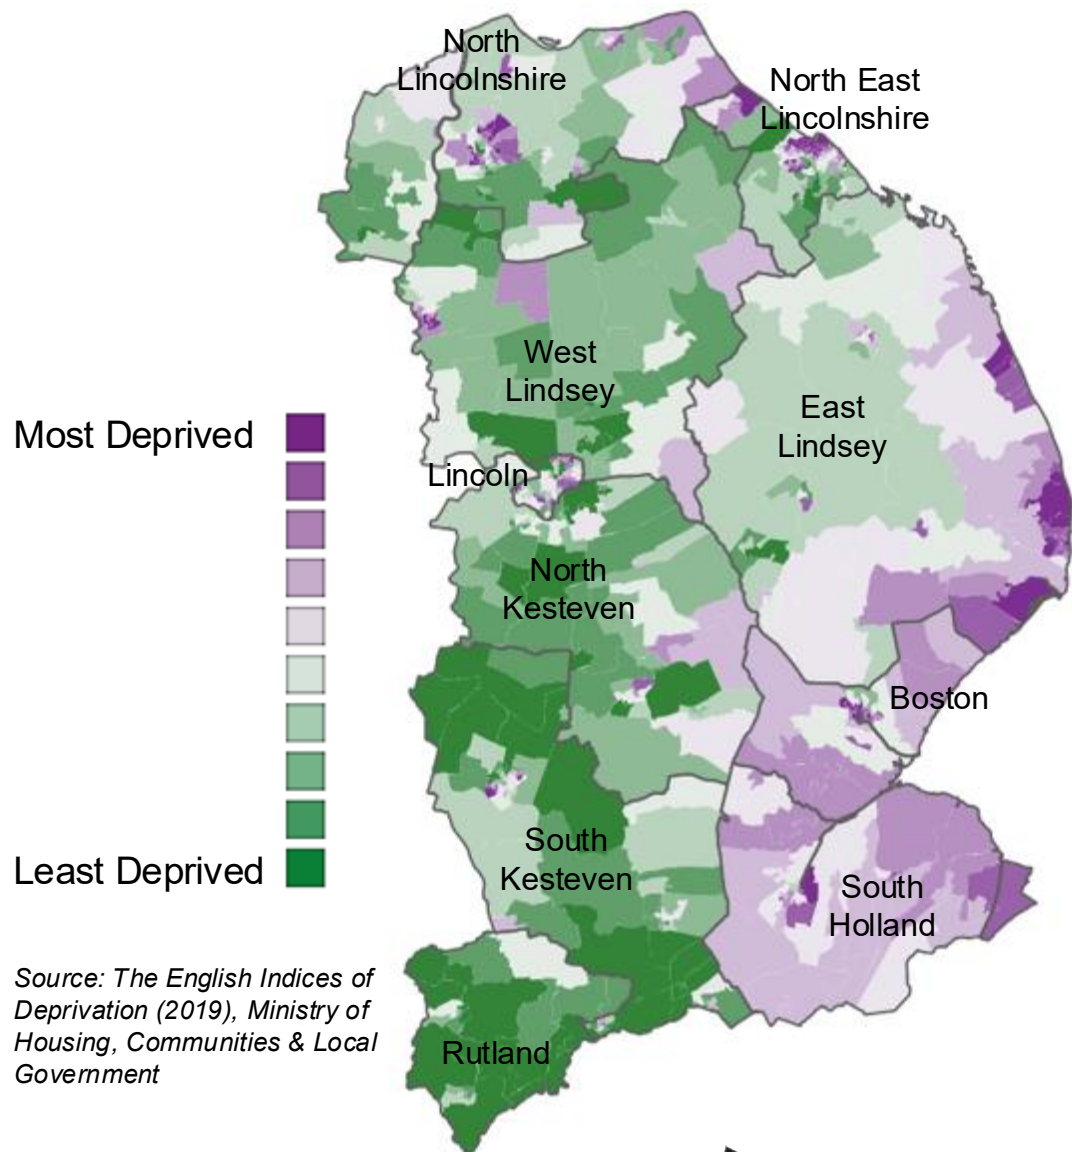 North
Lincolnshire
North East
Lincolnshire
West
Lindsey
East
Lindsey
Most Deprived
Lincoln
North
Kesteven
Boston
South
Kesteven
Least Deprived
South
Holland
Source: The English Indices of
Deprivation (2019), Ministry of
Housing, Communities & Local
Government
Rutland